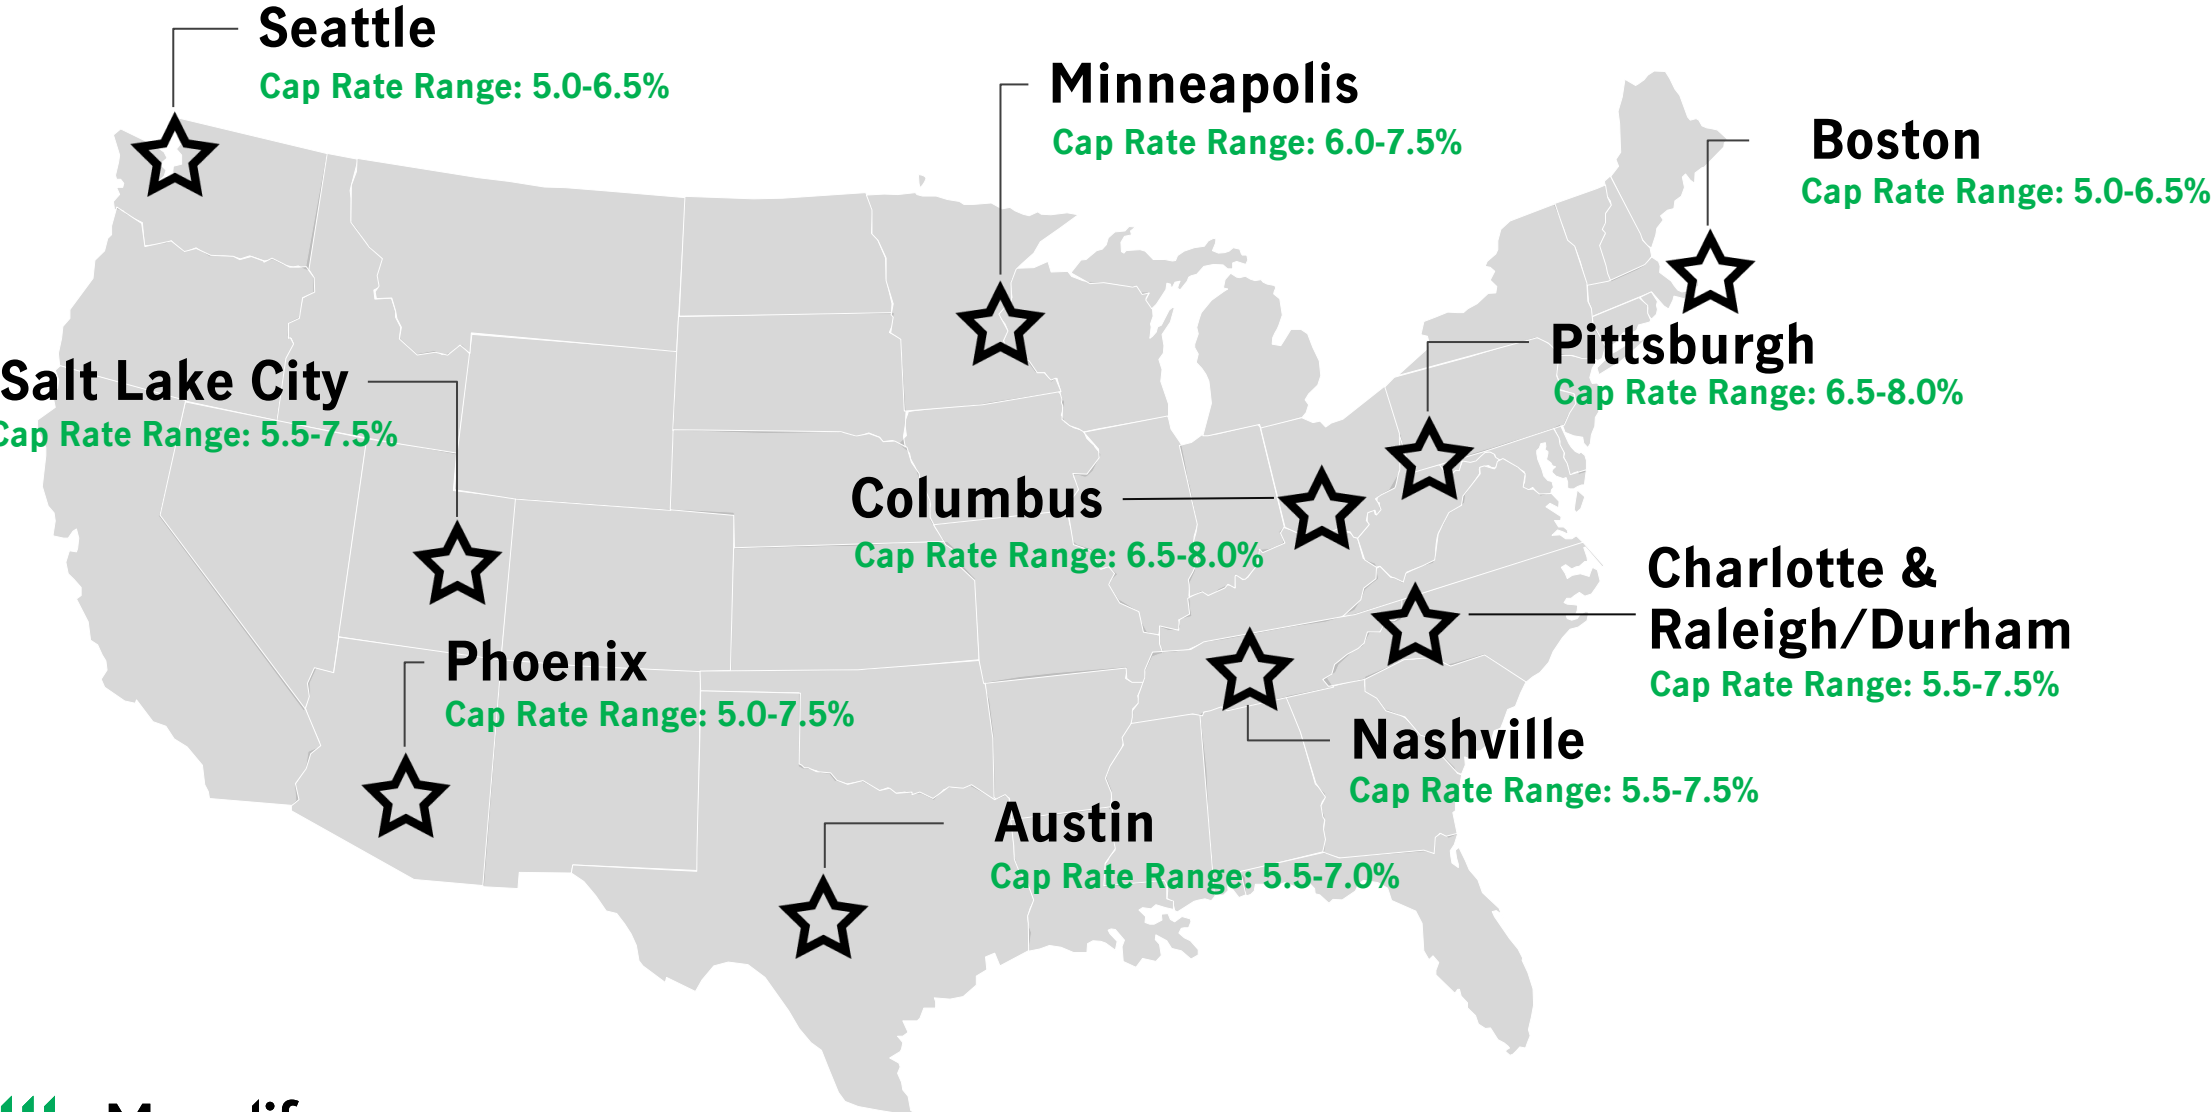 Seattle
Cap Rate Range: 5.0-6.5%
Minneapolis
Cap Rate Range: 6.0-7.5%
Boston
Cap Rate Range: 5.0-6.5%
Pittsburgh
Cap Rate Range: 6.5-8.0%
Salt Lake City
Cap Rate Range: 5.5-7.5%
Columbus
Cap Rate Range: 6.5-8.0%
Charlotte &
Raleigh/Durham
Cap Rate Range: 5.5-7.5%
Phoenix
Cap Rate Range: 5.0-7.5%
Nashville
Cap Rate Range: 5.5-7.5%
Austin
Cap Rate Range: 5.5-7.0%